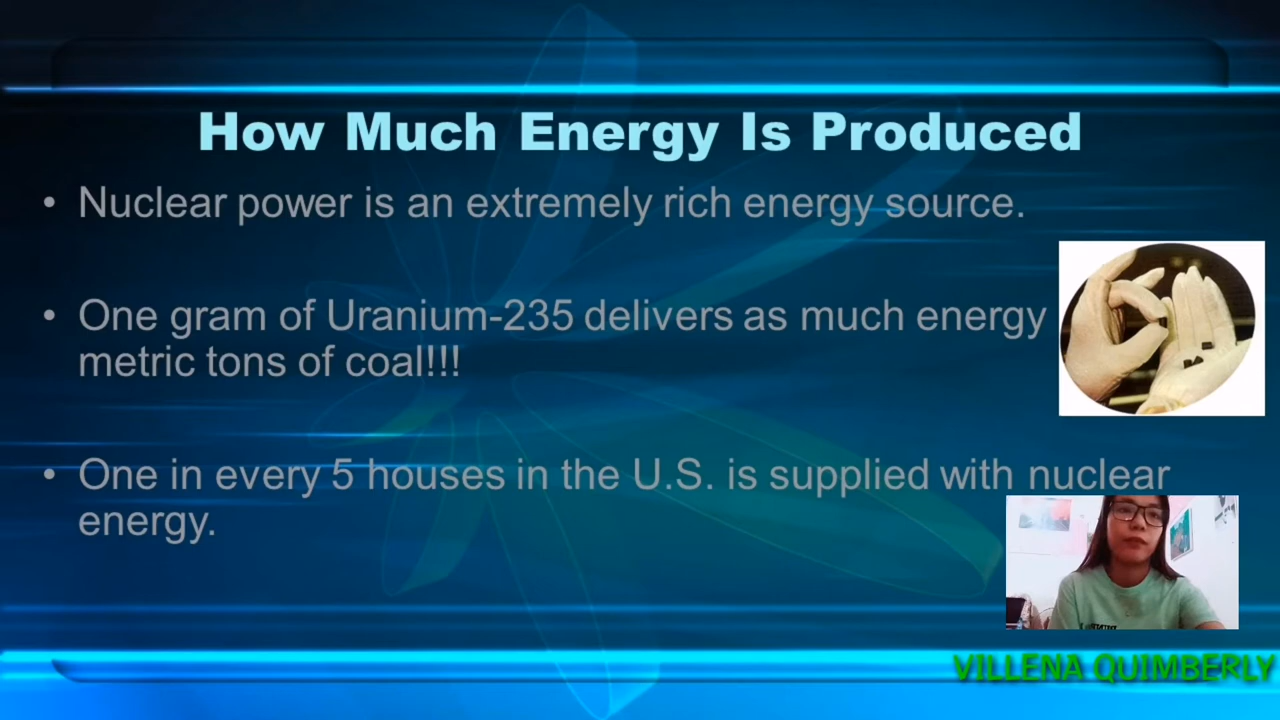 How Much Energy Is Produced
• Nuclear power is an extremely rich energy source.
• One gram of Uranium-235 delivers as much energy
metric tons of coal!!!
• One in every 5 houses in the U.S. is supplied with nuclear
energy.
VILLENA QUIMBERLY